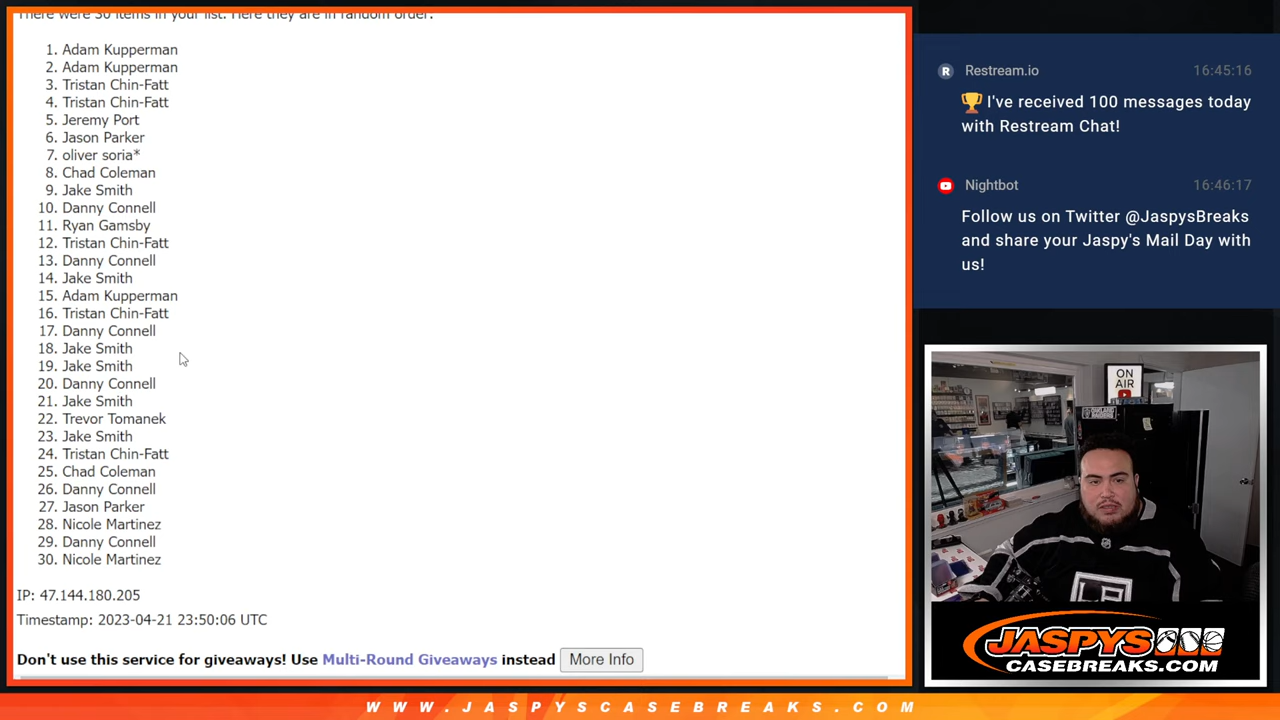 There were 30 items in your list. Here they are in random order:
1. Adam Kupperman
2. Adam Kupperman
3. Tristan Chin-Fatt
4. Tristan Chin-Fatt
5. Jeremy Port
6. Jason Parker
7. oliver soria*
8. Chad Coleman
9. Jake Smith
10. Danny Connell
11. Ryan Gamsby
12. Tristan Chin-Fatt
13. Danny Connell
14. Jake Smith
15. Adam Kupperman
16. Tristan Chin-Fatt
17. Danny Connell
18. Jake Smith
19. Jake Smith
20. Danny Connell
21. Jake Smith
22. Trevor Tomanek
23. Jake Smith
24. Tristan Chin-Fatt
25. Chad Coleman
26. Danny Connell
27. Jason Parker
28. Nicole Martinez
29. Danny Connell
30. Nicole Martinez
IP: 47.144.180.205
Timestamp: 2023-04-21 23:50:06 UTC
Don't use this service for giveaways! Use Multi-Round Giveaways instead More Info
R Restream.io 16:45:16
🏆 I've received 100 messages today
with Restream Chat!
Nightbot 16:46:17
Follow us on Twitter @JaspysBreaks
and share your Jaspy's Mail Day with
us!
ON
AIR
LA
JASPYS
CASEBREAKS.COM
WWW.JASPYSCASEBREAKS.COM